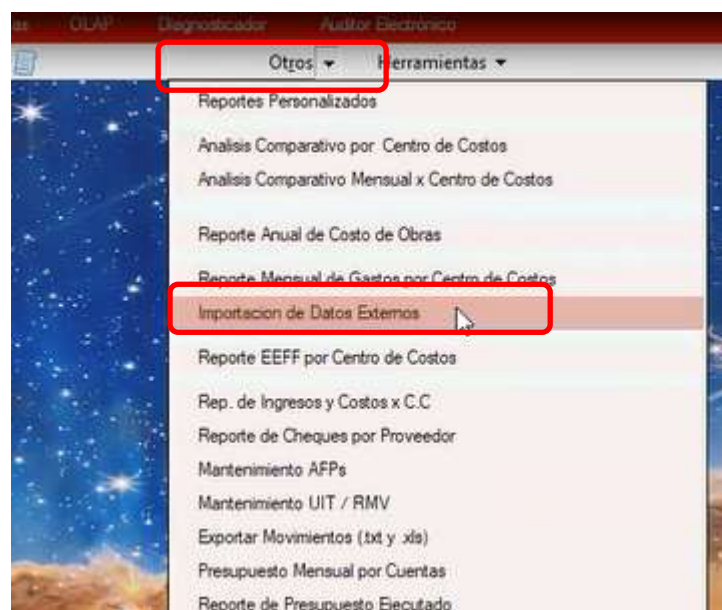 OLAP Diagnosticador Auditor Electrónico
Otros Herramientas
Reportes Personalizados
Analisis Comparativo por Centro de Costos
Analisis Comparativo Mensual x Centro de Costos
Reporte Anual de Costo de Obras
Reporte Mensual de Gastos por Centro de Costos
Importacion de Datos Externos
Reporte EEFF por Centro de Costos
Rep. de Ingresos y Costos x C.C
Reporte de Cheques por Proveedor
Mantenimiento AFPs
Mantenimiento UIT / RMV
Exportar Movimientos (.txt y .xls)
Presupuesto Mensual por Cuentas
Reporte de Presupuesto Ejecutado